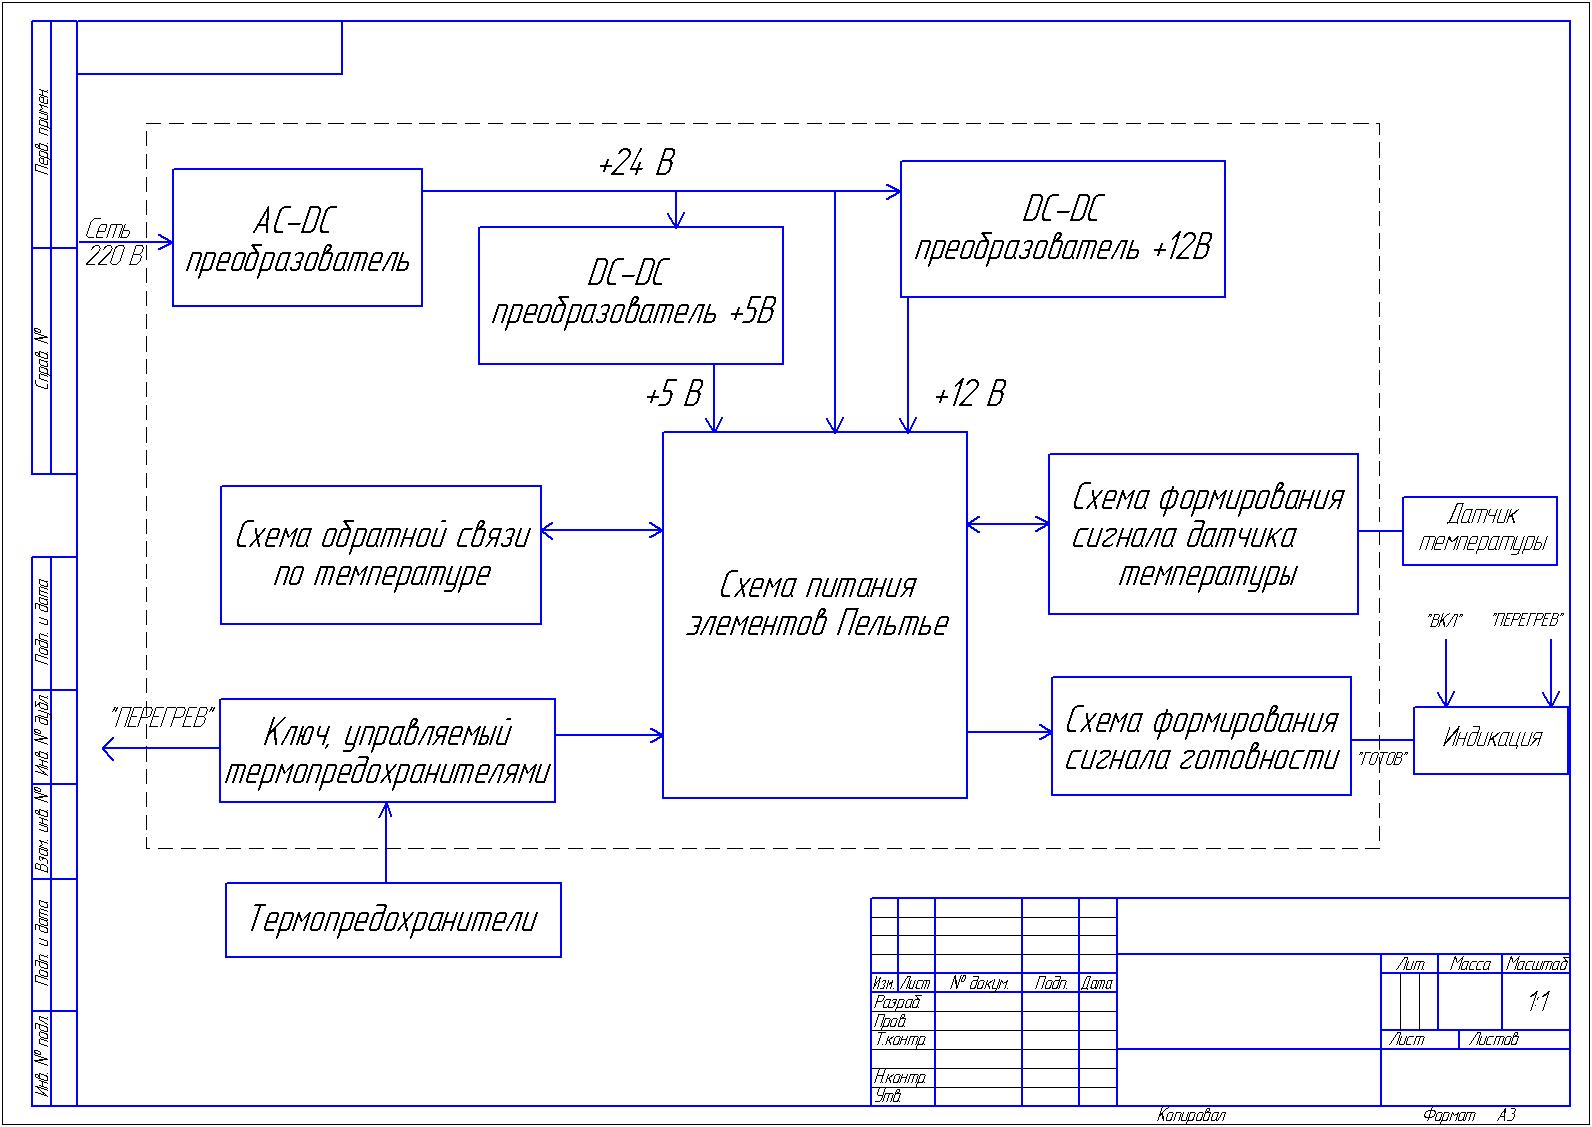 Перв. примен.
Справ. №
Подп. и дата
Инв. № дубл.
Взам. инв. №
Подп. и дата
Инв. № подл.
Сеть
220 В
AC-DC
преобразователь
+24 В
DC-DC
преобразователь +5В
DC-DC
преобразователь +12В
+5 В
+12 В
Схема обратной связи
по температуре
Схема питания
элементов Пельтье
Схема формирования
сигнала датчика
температуры
Датчик
температуры
"ВКЛ"
"ПЕРЕГРЕВ"
"ПЕРЕГРЕВ"
Ключ, управляемый
термопредохранителями
Схема формирования
сигнала готовности
"ГОТОВ"
Индикация
Термопредохранители
Изм. Лист № докум. Подп. Дата
Разраб.
Пров.
Т.контр.
Н.контр.
Утв.
Лит. Масса Масштаб
1:1
Лист Листов
Копировал Формат А3